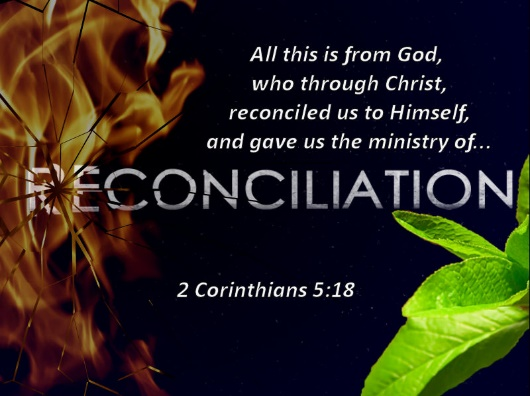 All this is from God,
who through Christ,
reconciled us to Himself,
and gave us the ministry of...
RECONCILIATION
2 Corinthians 5:18